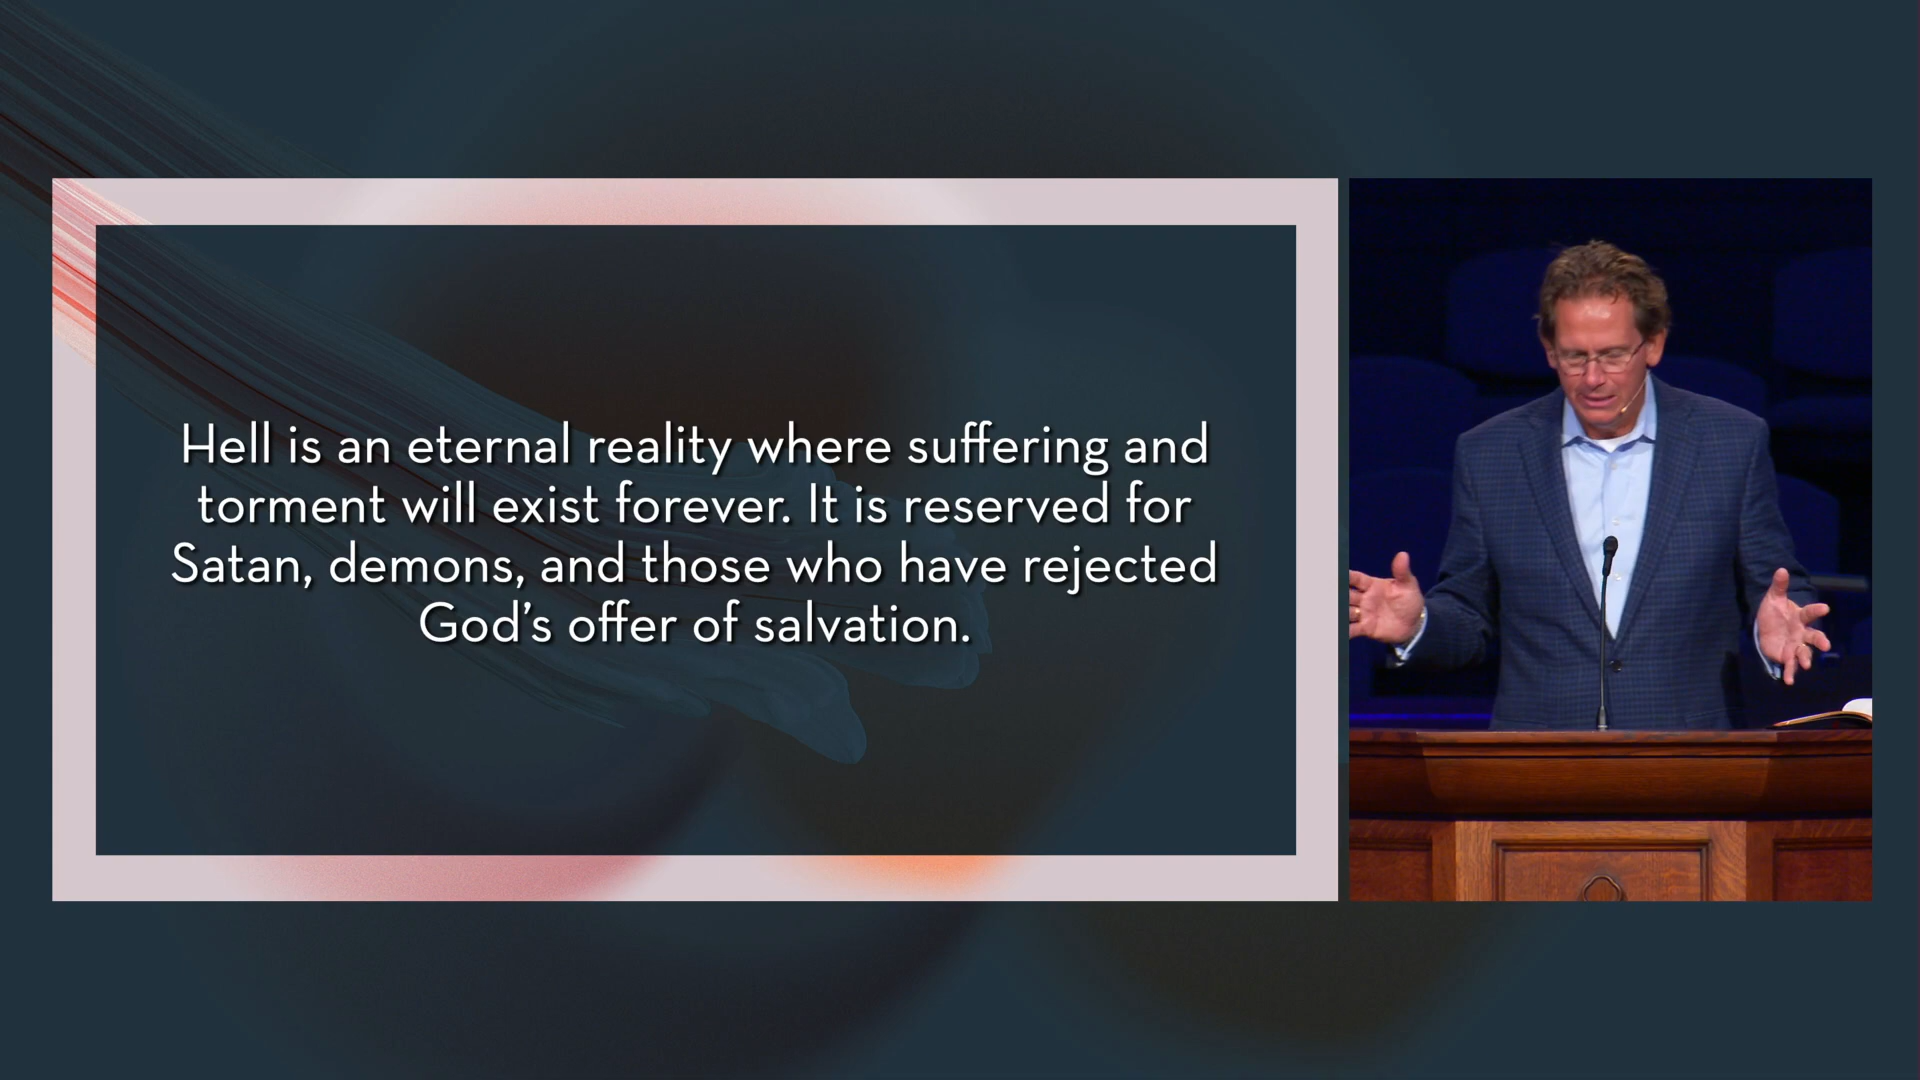 Hell is an eternal reality where suffering and
torment will exist forever. It is reserved for
Satan, demons, and those who have rejected
God’s offer of salvation.